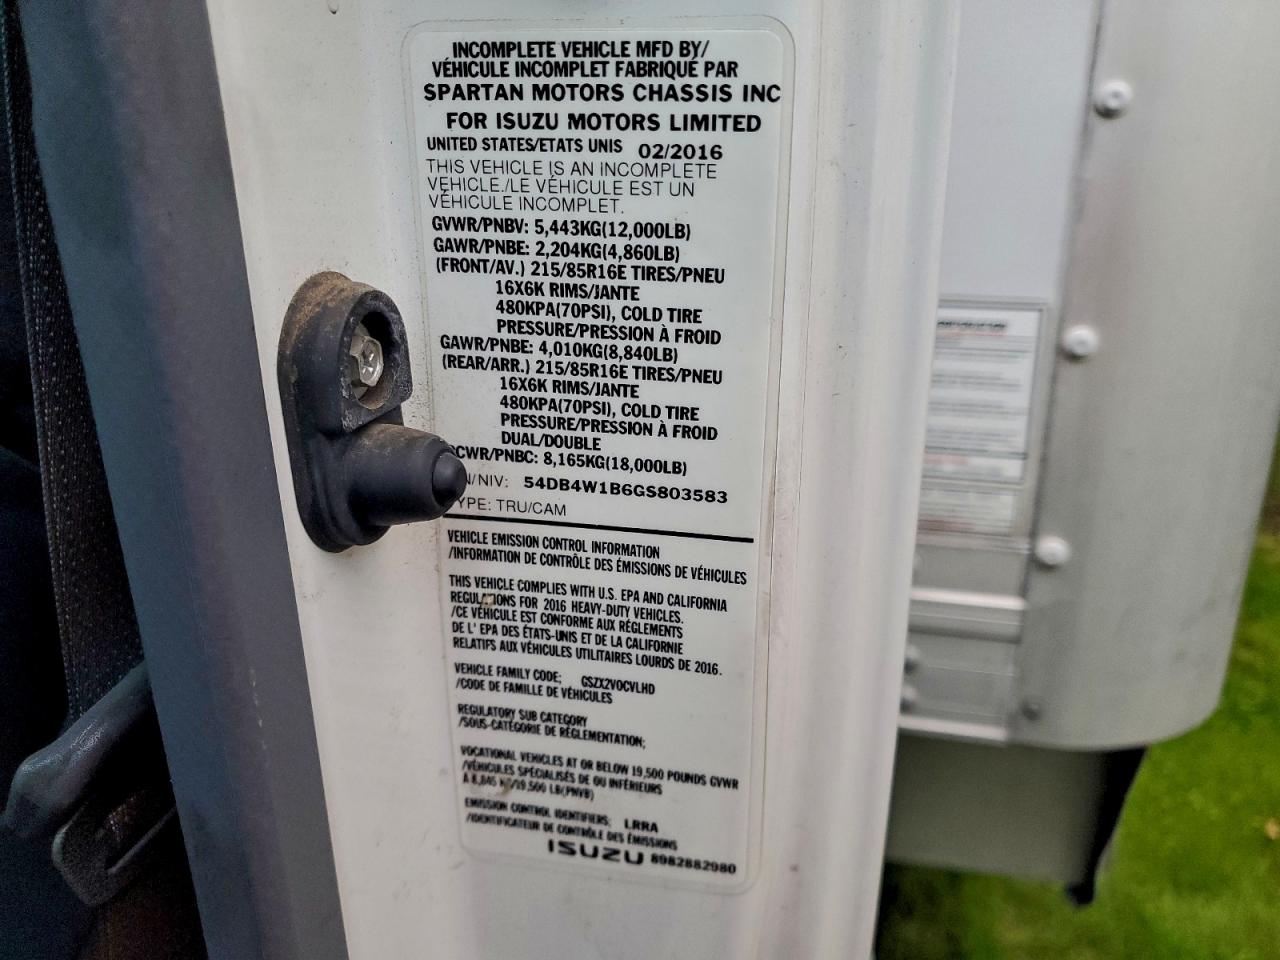 INCOMPLETE VEHICLE MFD BY/
VÉHICULE INCOMPLET FABRIQUÉ PAR
SPARTAN MOTORS CHASSIS INC
FOR ISUZU MOTORS LIMITED
UNITED STATES/ETATS UNIS 02/2016
THIS VEHICLE IS AN INCOMPLETE
VEHICLE./LE VÉHICULE EST UN
VÉHICULE INCOMPLET.
GVWR/PNBV: 5,443KG(12,000LB)
GAWR/PNBE: 2,204KG(4,860LB)
(FRONT/AV.) 215/85R16E TIRES/PNEU
16X6K RIMS/JANTE
480KPA(70PSI), COLD TIRE
PRESSURE/PRESSION À FROID
GAWR/PNBE: 4,010KG(8,840LB)
(REAR/ARR.) 215/85R16E TIRES/PNEU
16X6K RIMS/JANTE
480KPA(70PSI), COLD TIRE
PRESSURE/PRESSION À FROID
DUAL/DOUBLE
CWR/PNBC: 8,165KG(18,000LB)
N/NIV: 54DB4W1B6GS803583
YPE: TRU/CAM
VEHICLE EMISSION CONTROL INFORMATION
/INFORMATION DE CONTRÔLE DES ÉMISSIONS DE VÉHICULES
THIS VEHICLE COMPLIES WITH U.S. EPA AND CALIFORNIA
REGULATIONS FOR 2016 HEAVY-DUTY VEHICLES.
/CE VÉHICULE EST CONFORME AUX RÉGLEMENTS
DE L' EPA DES ÉTATS-UNIS ET DE LA CALIFORNIE
RELATIFS AUX VÉHICULES UTILITAIRES LOURDS DE 2016.
VEHICLE FAMILY CODE; GSZX2VOCVLHD
/CODE DE FAMILLE DE VÉHICULES
REGULATORY SUB CATEGORY
/SOUS-CATÉGORIE DE RÉGLEMENTATION;
VOCATIONAL VEHICLES AT OR BELOW 19,500 POUNDS GVWR
/VÉHICULES SPÉCIALISÉS DE OU INFÉRIEURS
À 8,845 KG/19,500 LB(PNVB)
EMISSION CONTROL IDENTIFIERS; LRRA
/IDENTIFICATEUR DE CONTRÔLE DES ÉMISSIONS
ISUZU 8982882980